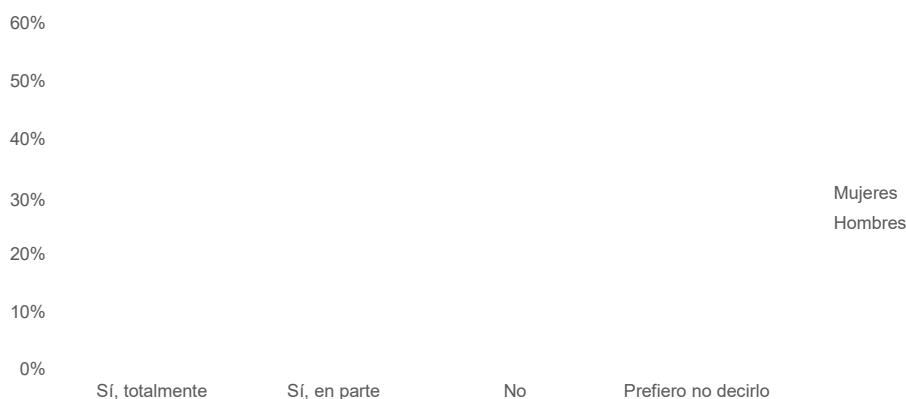 60%
50%
40%
30%
20%
10%
0%
Sí, totalmente
Sí, en parte
No
Prefiero no decirlo
Mujeres
Hombres